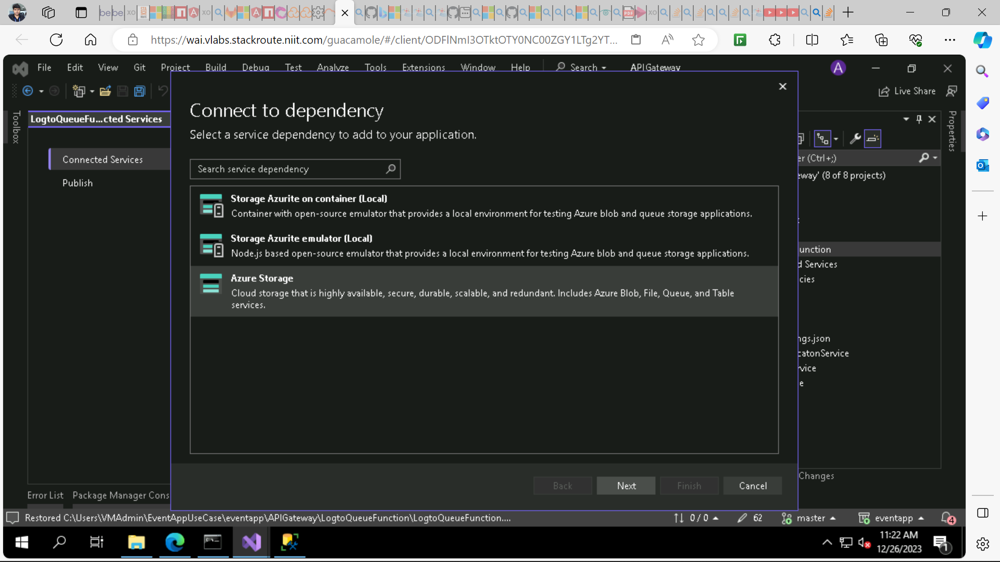 be be xo
https://wai.vlabs.stackroute.niit.com/guacamole/#/client/ODFlNmI3OTktOTY0NC00ZGY1LTg2YT...
File Edit View Git Project Build Debug Test Analyze Tools Extensions Window Help Search APIGateway
A
Live Share
Toolbox
LogtoQueueFu...cted Services
Connected Services
Publish
Connect to dependency
Select a service dependency to add to your application.
Search service dependency
Storage Azurite on container (Local)
Container with open-source emulator that provides a local environment for testing Azure blob and queue storage applications.
Storage Azurite emulator (Local)
Node.js based open-source emulator that provides a local environment for testing Azure blob and queue storage applications.
Azure Storage
Cloud storage that is highly available, secure, durable, scalable, and redundant. Includes Azure Blob, File, Queue, and Table
services.
Back Next Finish Cancel
Properties
er (Ctrl+;)
eway' (8 of 8 projects)
unction
d Services
cies
ngs.json
catonService
rvice
e
Changes
Error List Package Manager Cons
Restored C:\Users\VMAdmin\EventAppUseCase\eventapp\APIGateway\LogtoQueueFunction\LogtoQueueFunction....
0 / 0 62 master eventapp 4
11:22 AM
12/26/2023
1